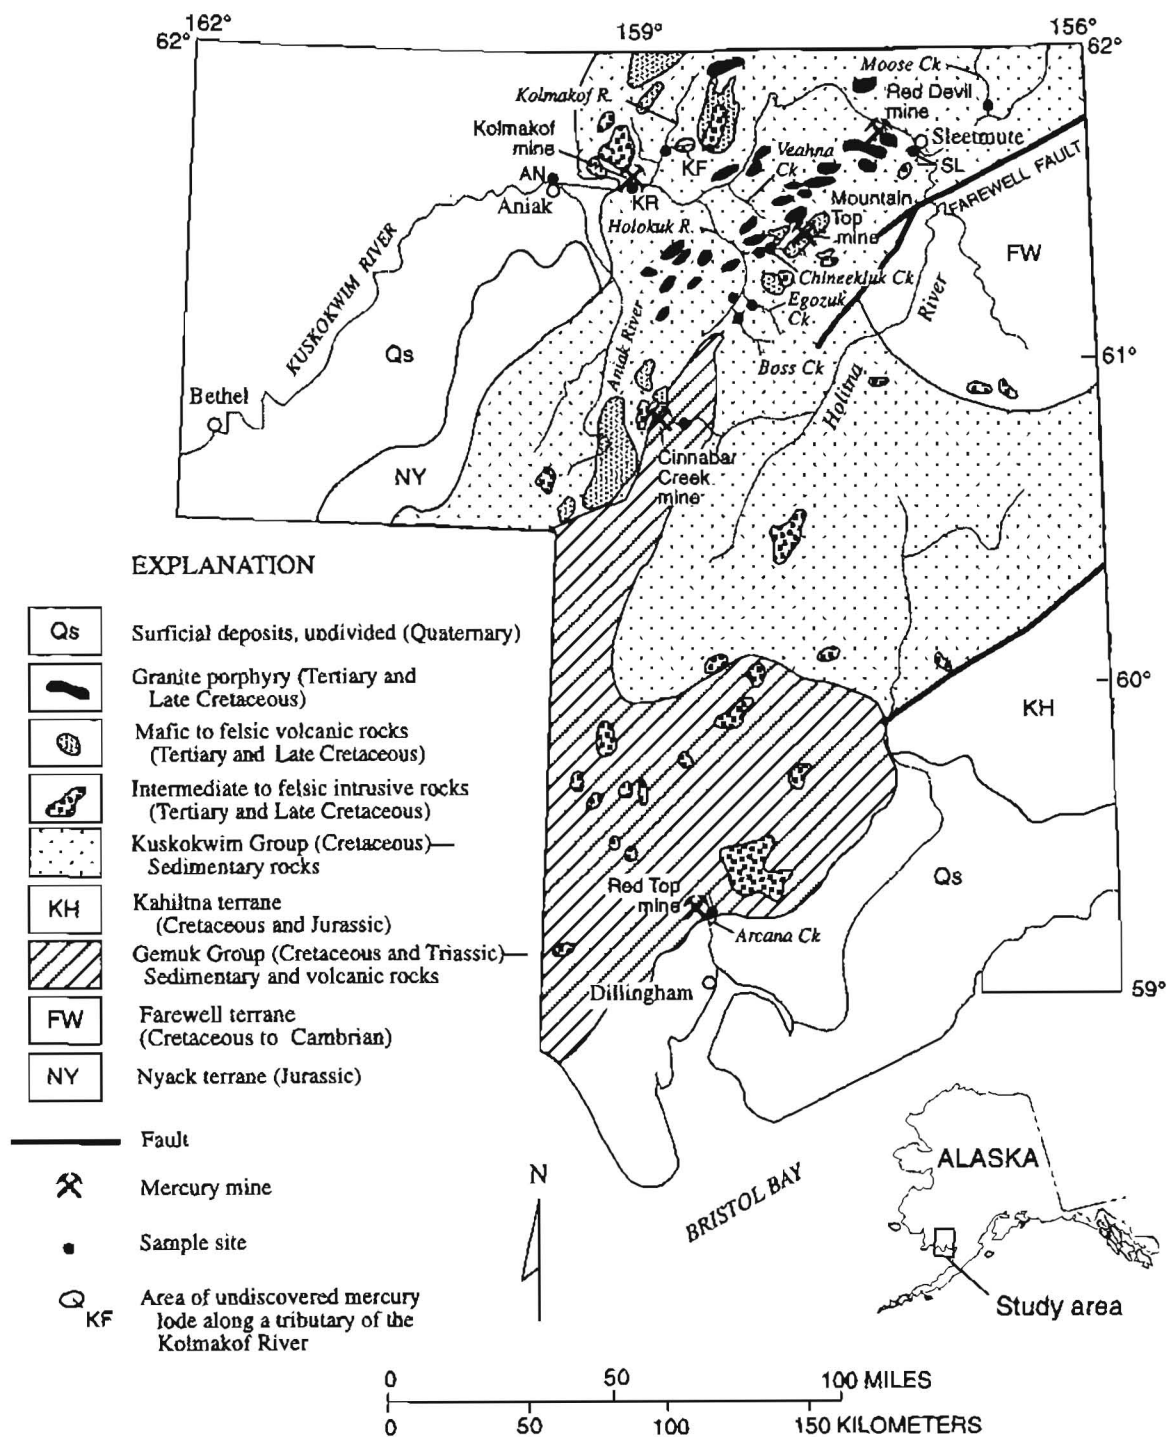 162°
159°
156°
62°
62°
Moose Ck
Kolmakof R.
Red Devil
mine
Kolmakof
mine
Sleetmute
KF
Veahna
Ck
SL
AN
Aniak
KR
Mountain
Top
mine
FAREWELL FAULT
Holokuk R.
FW
KUSKOKWIM RIVER
Chineekluk Ck
Egozuk
Ck
River
Qs
Aniak River
Boss Ck
61°
Bethel
Holitna
Cinnabar
Creek
mine
NY
EXPLANATION
Qs
Surficial deposits, undivided (Quaternary)
Granite porphyry (Tertiary and
Late Cretaceous)
60°
KH
Mafic to felsic volcanic rocks
(Tertiary and Late Cretaceous)
Intermediate to felsic intrusive rocks
(Tertiary and Late Cretaceous)
Kuskokwim Group (Cretaceous)—
Sedimentary rocks
Qs
Red Top
mine
KH
Kahiltna terrane
(Cretaceous and Jurassic)
Arcana Ck
Gemuk Group (Cretaceous and Triassic)—
Sedimentary and volcanic rocks
Dillingham
59°
FW
Farewell terrane
(Cretaceous to Cambrian)
NY
Nyack terrane (Jurassic)
Fault
ALASKA
N
Mercury mine
BRISTOL BAY
Sample site
KF
Area of undiscovered mercury
lode along a tributary of the
Kolmakof River
Study area
0 50 100 MILES
0 50 100 150 KILOMETERS